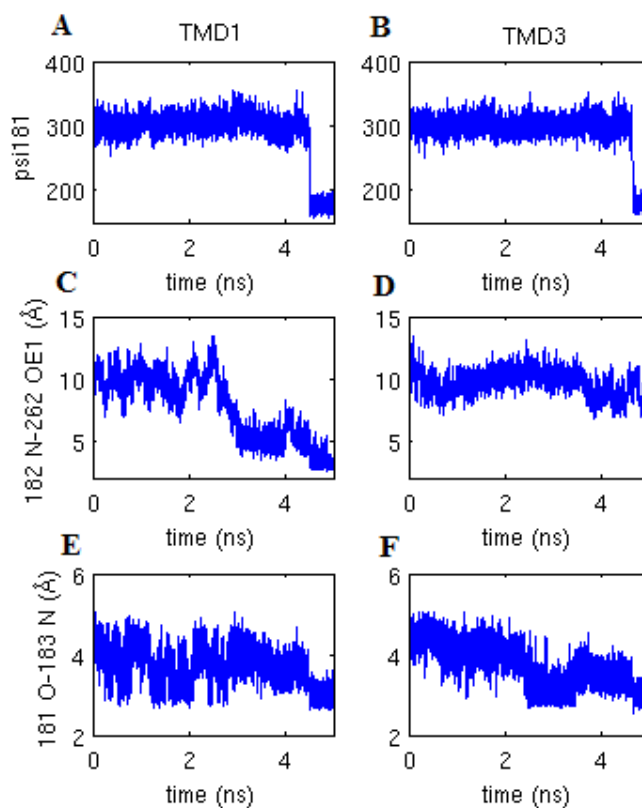 A TMD1 B TMD3
400 400
300 300
200 200
psi181
0 2 4 0 2 4
time (ns) time (ns)
C D
15 15
10 10
5 5
182 N-262 OE1 (Å)
0 2 4 0 2 4
time (ns) time (ns)
E F
6 6
4 4
2 2
181 O-183 N (Å)
0 2 4 0 2 4
time (ns) time (ns)